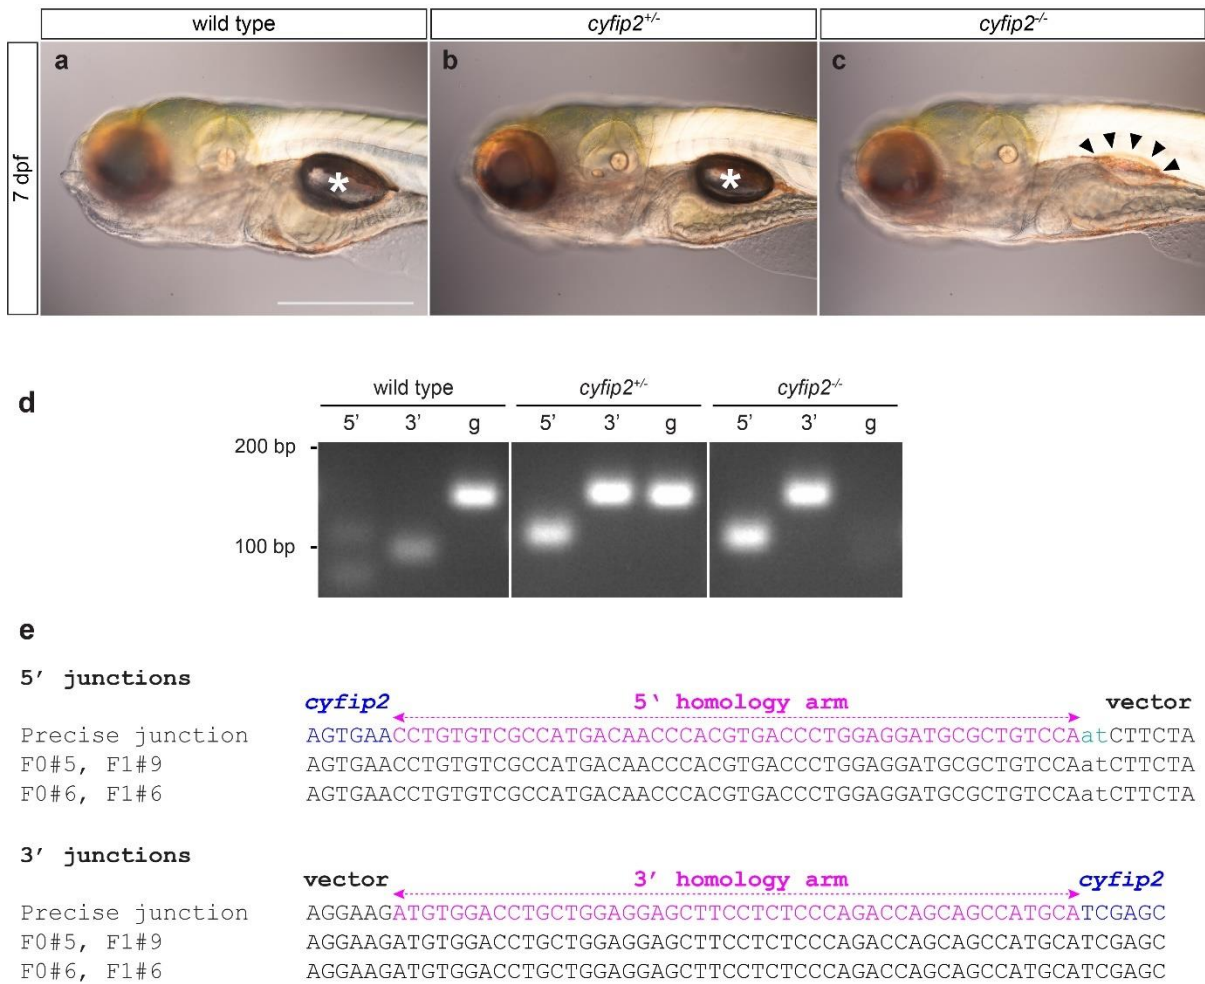 wild type cyfip2+/- cyfip2-/-
7 dpf
a b c
* *
d
wild type cyfip2+/- cyfip2-/-
5’ 3’ g 5’ 3’ g 5’ 3’ g
200 bp -
100 bp -
e
5’ junctions
cyfip2 5‘ homology arm vector
Precise junction AGTGAACCTGTGTCGCCATGACAACCCACGTGACCCTGGAGGATGCGCTGTCCAatCTTCTA
F0#5, F1#9 AGTGAACCTGTGTCGCCATGACAACCCACGTGACCCTGGAGGATGCGCTGTCCAatCTTCTA
F0#6, F1#6 AGTGAACCTGTGTCGCCATGACAACCCACGTGACCCTGGAGGATGCGCTGTCCAatCTTCTA
3’ junctions
vector 3’ homology arm cyfip2
Precise junction AGGAAGATGTGGACCTGCTGGAGGAGCTTCCTCTCCCAGACCAGCAGCCATGCATCGAGC
F0#5, F1#9 AGGAAGATGTGGACCTGCTGGAGGAGCTTCCTCTCCCAGACCAGCAGCCATGCATCGAGC
F0#6, F1#6 AGGAAGATGTGGACCTGCTGGAGGAGCTTCCTCTCCCAGACCAGCAGCCATGCATCGAGC